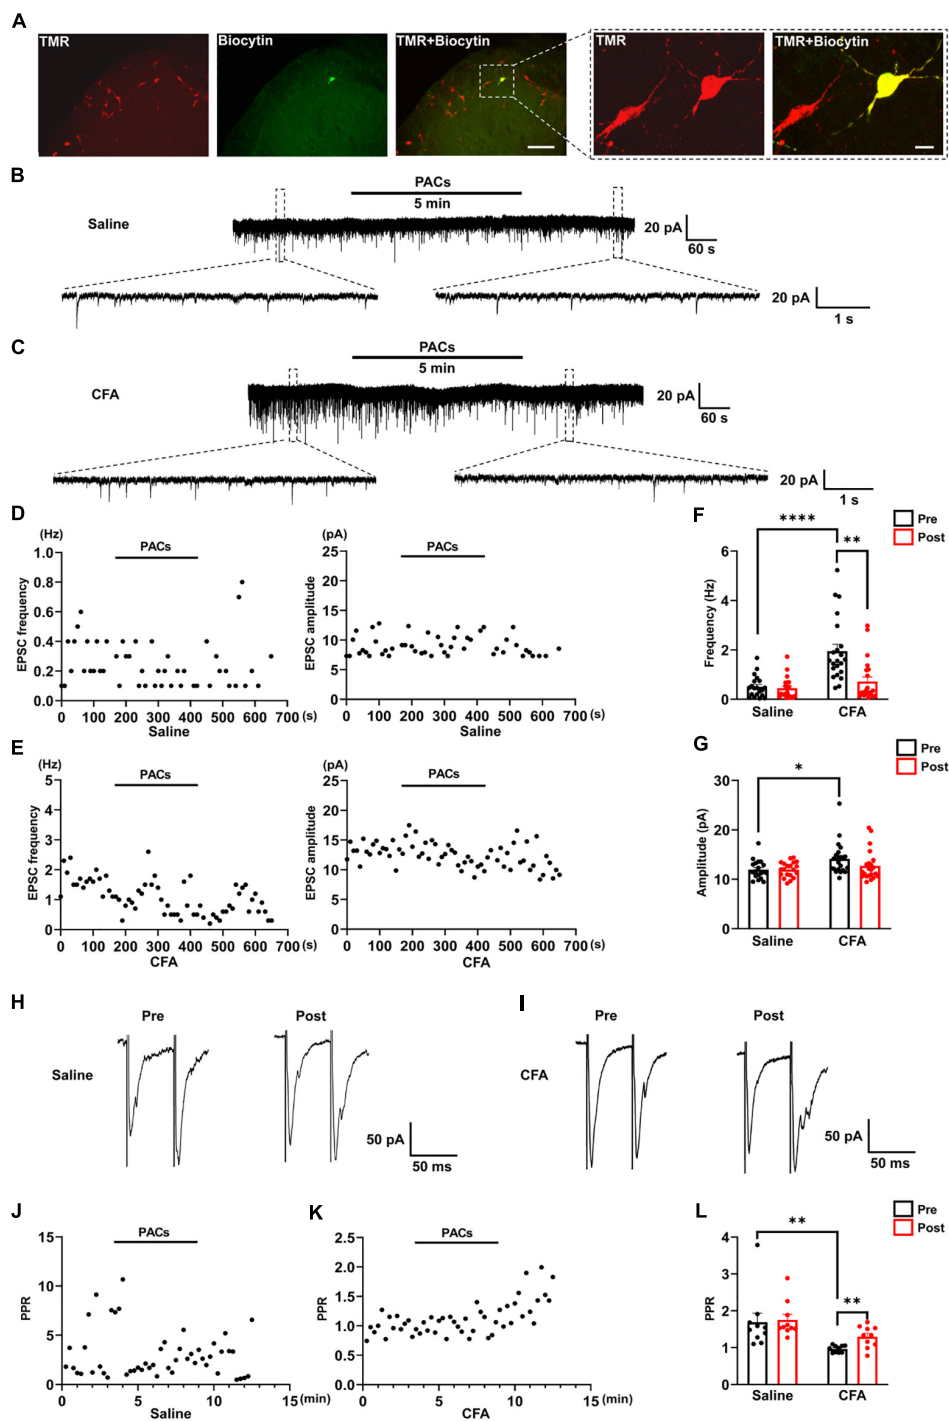 A
TMR
Biocytin
TMR+Biocytin
TMR
TMR+Biocytin
B
PACs
5 min
Saline
20 pA
60 s
20 pA
1 s
C
PACs
5 min
CFA
20 pA
60 s
20 pA
1 s
D
(Hz)
PACs
EPSC frequency
1.0
0.8
0.6
0.4
0.2
0.0
0 100 200 300 400 500 600 700 (s)
Saline
(pA)
PACs
EPSC amplitude
25
20
15
10
5
0
0 100 200 300 400 500 600 700 (s)
Saline
F
Pre
Post
****
**
Frequency (Hz)
6
4
2
0
Saline CFA
E
(Hz)
PACs
EPSC frequency
5
4
3
2
1
0
0 100 200 300 400 500 600 700 (s)
CFA
(pA)
PACs
EPSC amplitude
25
20
15
10
5
0
0 100 200 300 400 500 600 700 (s)
CFA
G
Pre
Post
*
Amplitude (pA)
30
20
10
0
Saline CFA
H
Pre Post
Saline
50 pA
50 ms
I
Pre Post
CFA
50 pA
50 ms
J
PACs
PPR
15
10
5
0
0 5 10 15 (min)
Saline
K
PACs
PPR
2.5
2.0
1.5
1.0
0.5
0.0
0 5 10 15 (min)
CFA
L
Pre
Post
**
**
PPR
4
3
2
1
0
Saline CFA